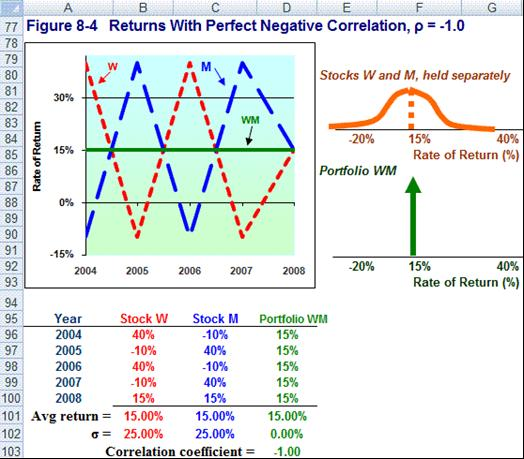 A B C D E F G
77 Figure 8-4 Returns With Perfect Negative Correlation, ρ = -1.0
78
79
80
81
82
83
84
85
86
87
88
89
90
91
92
93
94
W M
WM
30%
15%
0%
-15%
Rate of Return
2004 2005 2006 2007 2008
Stocks W and M, held separately
-20% 15% 40%
Rate of Return (%)
Portfolio WM
-20% 15% 40%
Rate of Return (%)
95 Year Stock W Stock M Portfolio WM
96 2004 40% -10% 15%
97 2005 -10% 40% 15%
98 2006 40% -10% 15%
99 2007 -10% 40% 15%
100 2008 15% 15% 15%
101 Avg return = 15.00% 15.00% 15.00%
102 σ = 25.00% 25.00% 0.00%
103 Correlation coefficient = -1.00